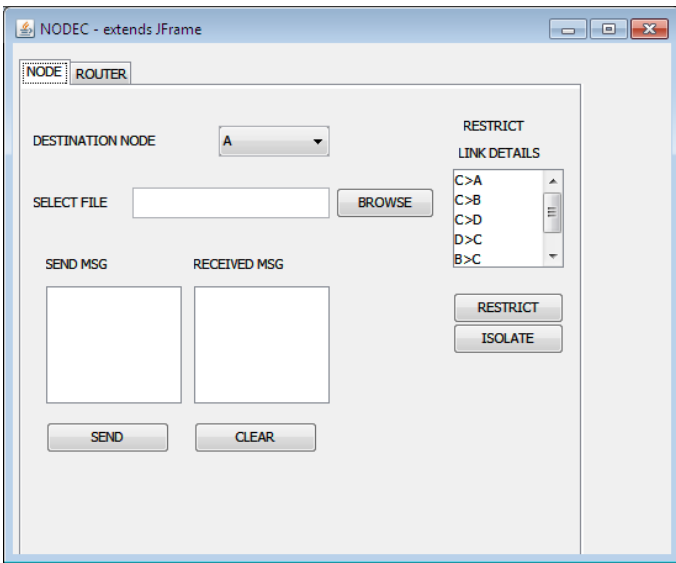 NODEC - extends JFrame
NODE ROUTER
DESTINATION NODE A
RESTRICT
LINK DETAILS
SELECT FILE BROWSE
C>A
C>B
C>D
D>C
B>C
SEND MSG RECEIVED MSG
RESTRICT
ISOLATE
SEND CLEAR